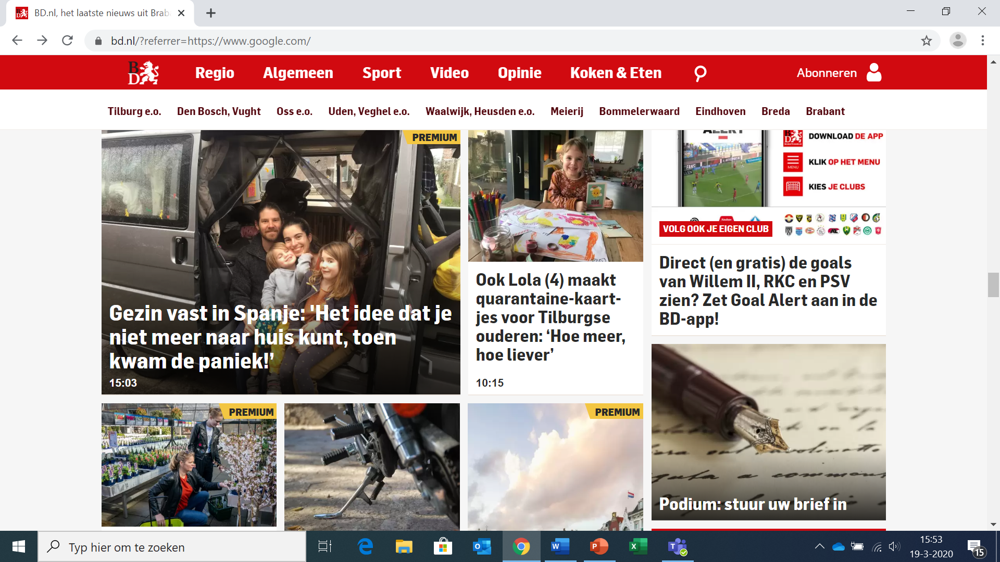 BD.nl, het laatste nieuws uit Brab
bd.nl/?referrer=https://www.google.com/
BD
Regio
Algemeen
Sport
Video
Opinie
Koken & Eten
Abonneren
Tilburg e.o.
Den Bosch, Vught
Oss e.o.
Uden, Veghel e.o.
Waalwijk, Heusden e.o.
Meierij
Bommelerwaard
Eindhoven
Breda
Brabant
PREMIUM
Gezin vast in Spanje: 'Het idee dat je
niet meer naar huis kunt, toen
kwam de paniek!’
15:03
DAG
Ook Lola (4) maakt
quarantaine-kaart-
jes voor Tilburgse
ouderen: ‘Hoe meer,
hoe liever’
10:15
ALERT
DOWNLOAD DE APP
MENU
KLIK OP HET MENU
KIES JE CLUBS
VOLG OOK JE EIGEN CLUB
Direct (en gratis) de goals
van Willem II, RKC en PSV
zien? Zet Goal Alert aan in de
BD-app!
PREMIUM
PREMIUM
Podium: stuur uw brief in
Typ hier om te zoeken
15:53
19-3-2020
15